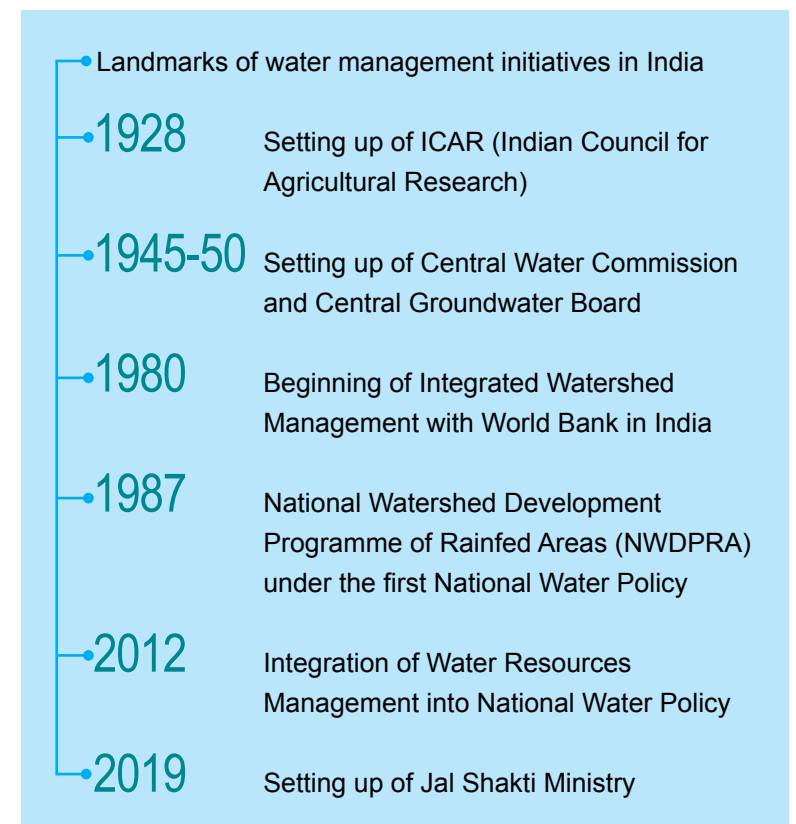 Landmarks of water management initiatives in India
1928
Setting up of ICAR (Indian Council for
Agricultural Research)
1945-50
Setting up of Central Water Commission
and Central Groundwater Board
1980
Beginning of Integrated Watershed
Management with World Bank in India
1987
National Watershed Development
Programme of Rainfed Areas (NWDPRA)
under the first National Water Policy
2012
Integration of Water Resources
Management into National Water Policy
2019
Setting up of Jal Shakti Ministry